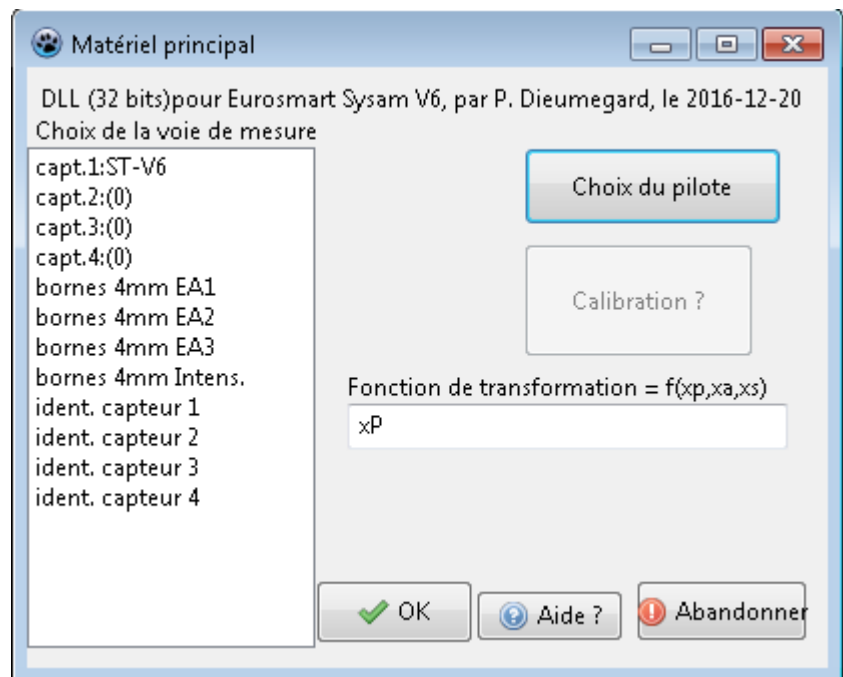 Matériel principal
DLL (32 bits)pour Eurosmart Sysam V6, par P. Dieumegard, le 2016-12-20
Choix de la voie de mesure
capt.1:ST-V6
capt.2:(0)
capt.3:(0)
capt.4:(0)
bornes 4mm EA1
bornes 4mm EA2
bornes 4mm EA3
bornes 4mm Intens.
ident. capteur 1
ident. capteur 2
ident. capteur 3
ident. capteur 4
Choix du pilote
Calibration ?
Fonction de transformation = f(xp,xa,xs)
xP
OK
Aide ?
Abandonner